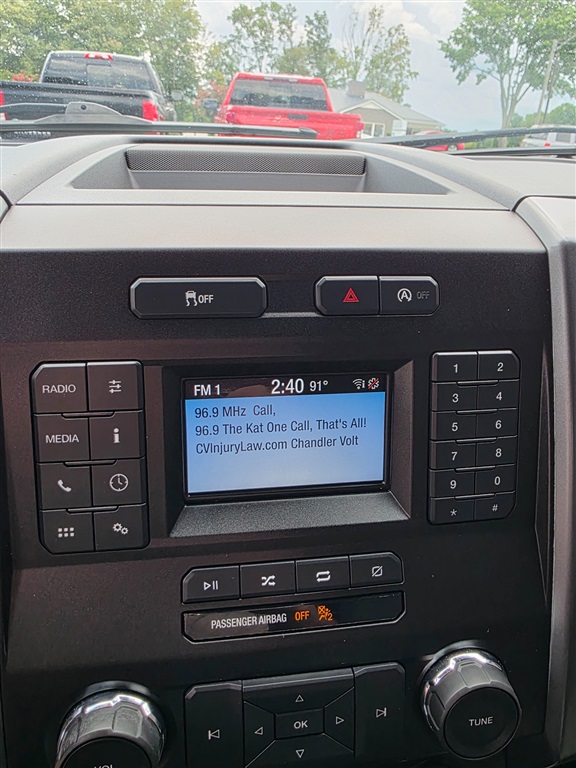 OFF
OFF
RADIO
MEDIA
FM 1 2:40 91°
96.9 MHz Call,
96.9 The Kat One Call, That's All!
CVInjuryLaw.com Chandler Volt
1 2
3 4
5 6
7 8
9 0
* #
PASSENGER AIRBAG OFF 2
OK
TUNE
VOL